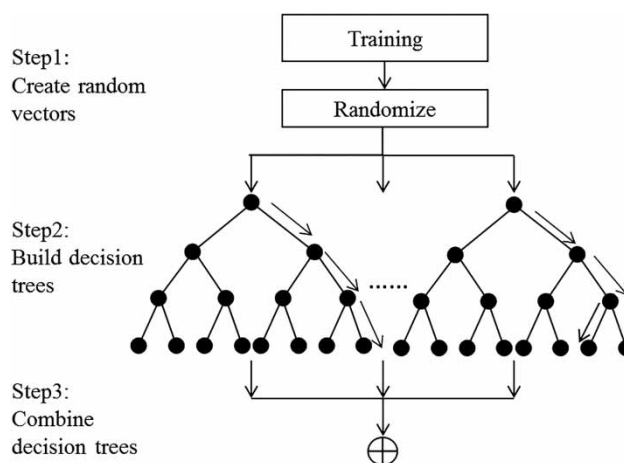 Training
Step1:
Create random
vectors
Randomize
Step2:
Build decision
trees
......
Step3:
Combine
decision trees